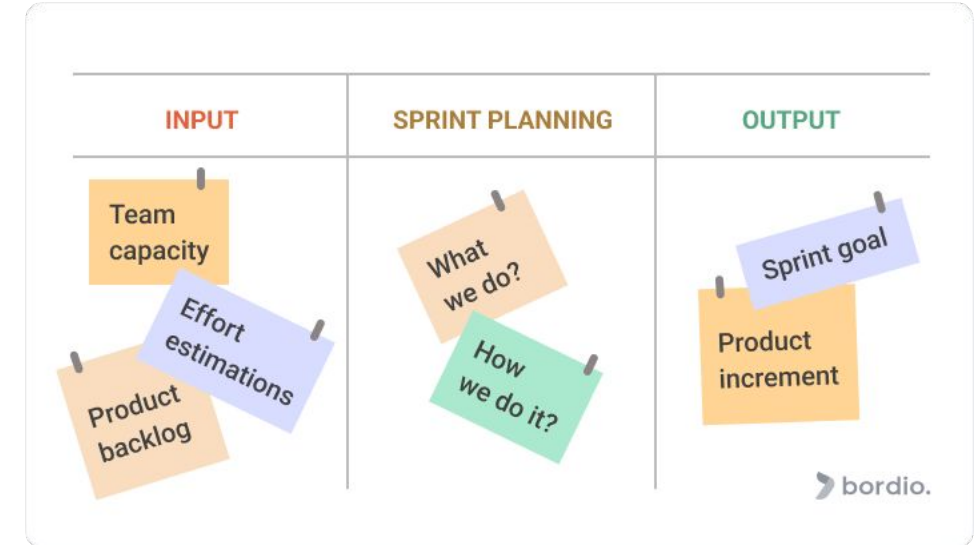 INPUT
SPRINT PLANNING
OUTPUT
Team
capacity
Effort
estimations
Product
backlog
What
we do?
How
we do it?
Sprint goal
Product
increment
bordio.